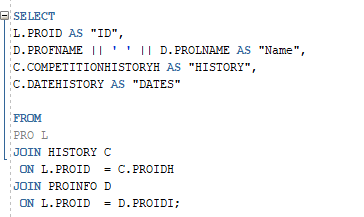 SELECT
L.PROID AS "ID",
D.PROFNAME || ' ' || D.PROLNAME AS "Name",
C.COMPETITIONHISTORYH AS "HISTORY",
C.DATEHISTORY AS "DATES"
FROM
PRO L
JOIN HISTORY C
ON L.PROID = C.PROIDH
JOIN PROINFO D
ON L.PROID = D.PROIDI;